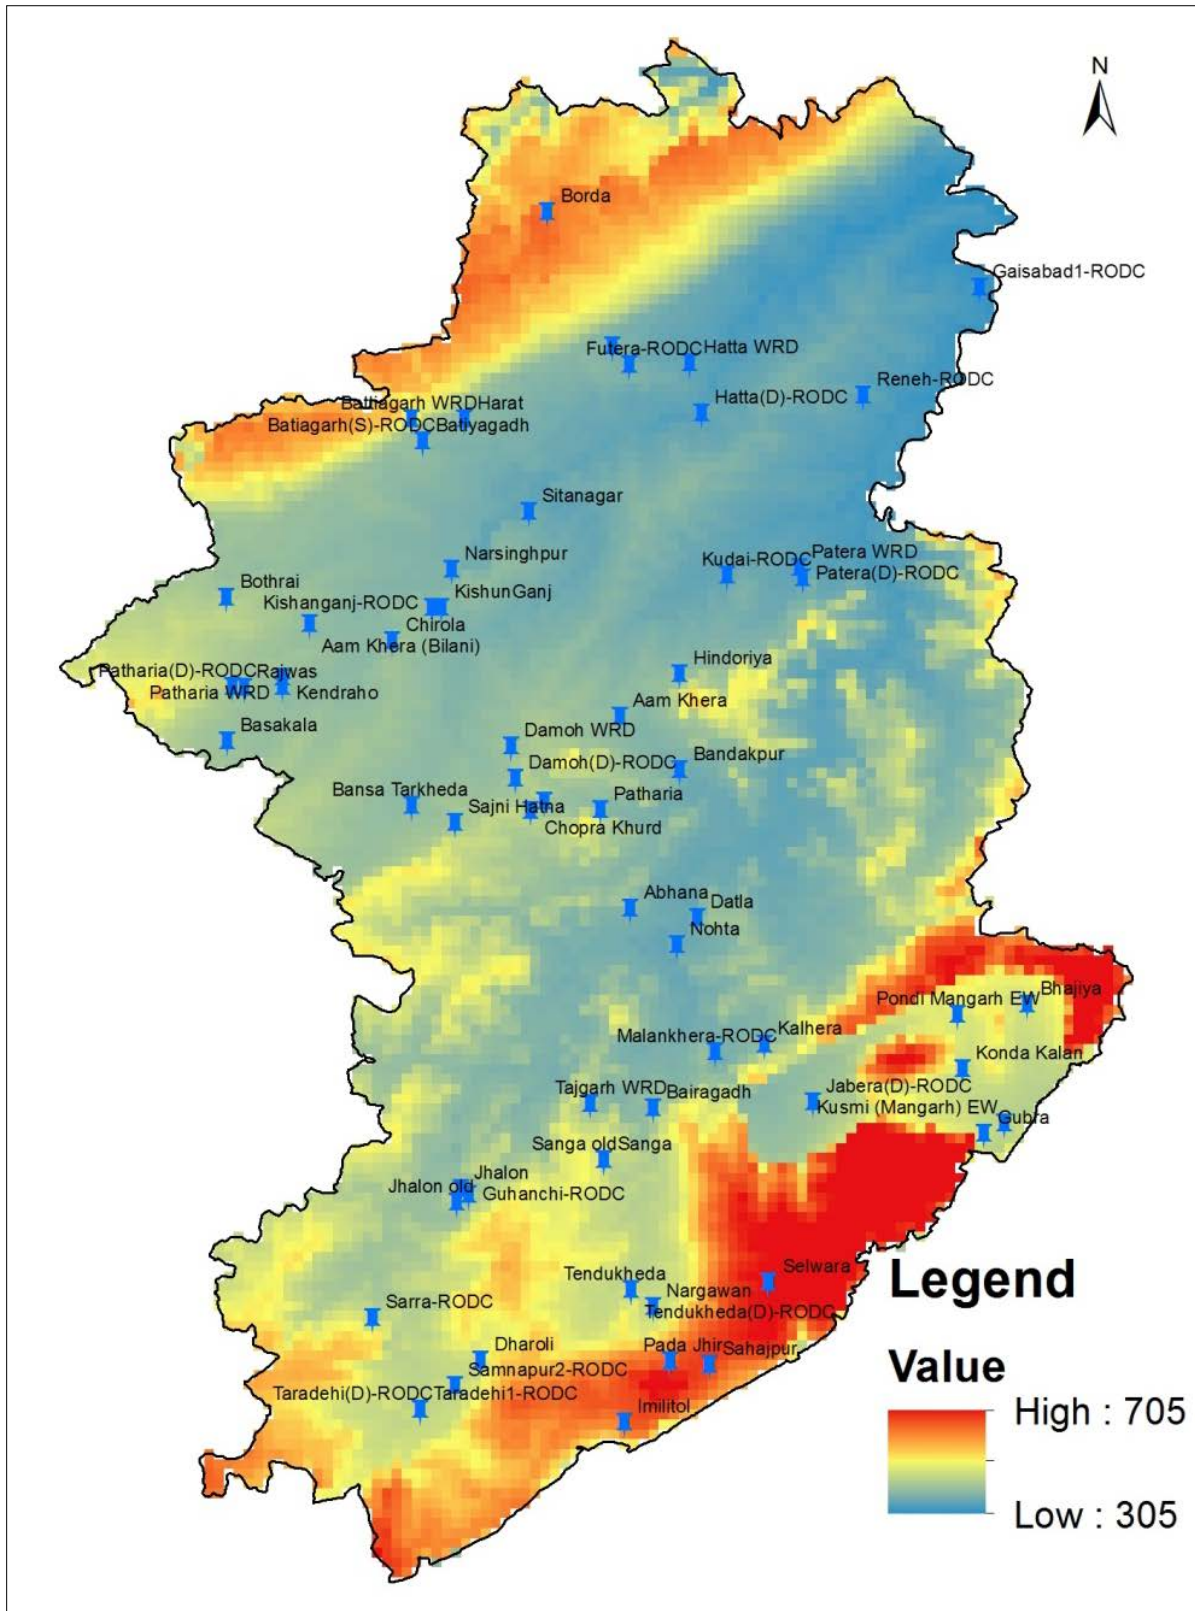 N
Borda
Gaisabad1-RODC
Futera-RODC
Hatta WRD
Reneh-RODC
Hatta(D)-RODC
Battiagarh WRD
Harat
Batiagarh(S)-RODC
Batiyagadh
Sitanagar
Narsinghpur
Kudai-RODC
Patera WRD
Patera(D)-RODC
Bothrai
KishunGanj
Kishanganj-RODC
Chirola
Aam Khera (Bilani)
Patharia(D)-RODC
Rajwas
Patharia WRD
Kendraho
Hindoriya
Aam Khera
Basakala
Damoh WRD
Damoh(D)-RODC
Bandakpur
Bansa Tarkheda
Sajni Hatna
Patharia
Chopra Khurd
Abhana
Datla
Nohta
Pondi Mangarh EW
Bhajiya
Malankhera-RODC
Kalhera
Konda Kalan
Tajgarh WRD
Bairagadh
Jabera(D)-RODC
Kusmi (Mangarh) EW
Gubra
Sanga old
Sanga
Jhalon
Jhalon old
Guhanchi-RODC
Tendukheda
Nargawan
Selwara
Tendukheda(D)-RODC
Sarra-RODC
Dharoli
Pada Jhir
Sahajpur
Samnapur2-RODC
Taradehi(D)-RODC
Taradehi1-RODC
Imilitol
Legend
Value
High : 705
Low : 305